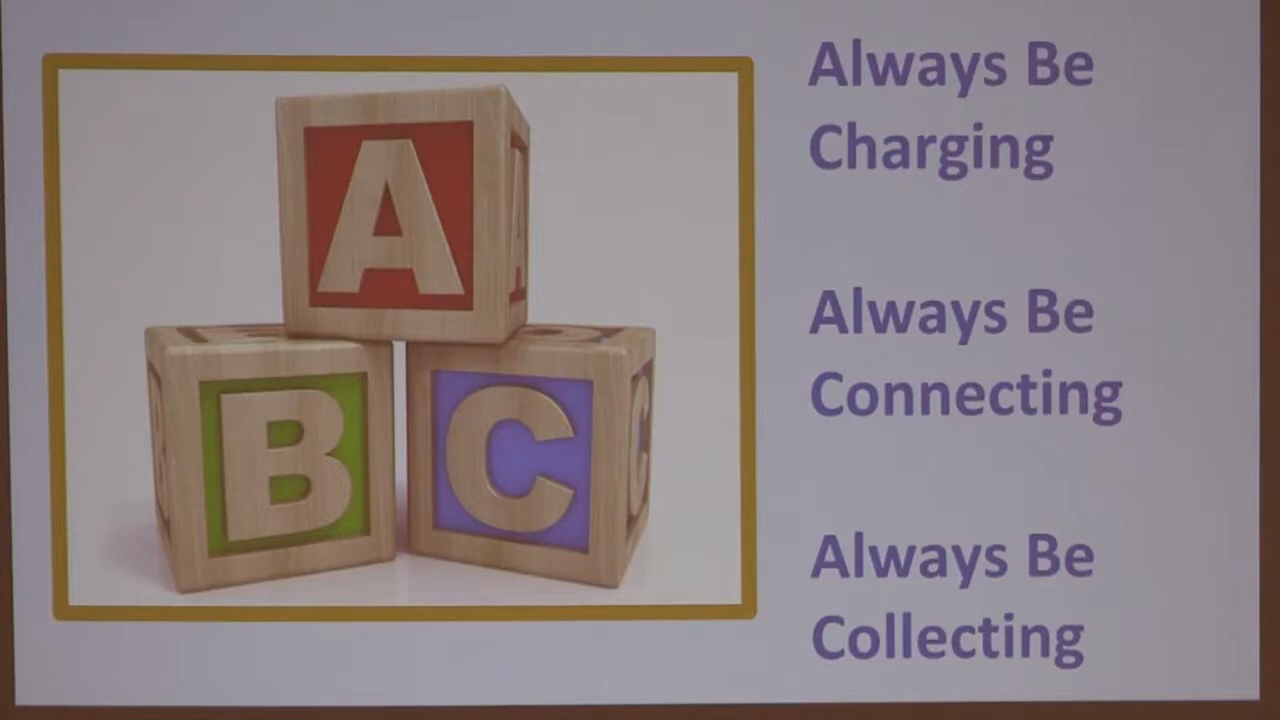 A
B C
Always Be
Charging
Always Be
Connecting
Always Be
Collecting